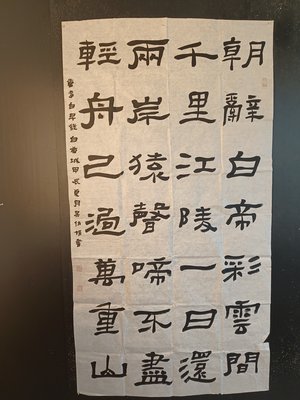 朝辭白帝彩雲間
千里江陵一日還
兩岸猿聲啼不盡
輕舟已過萬重山